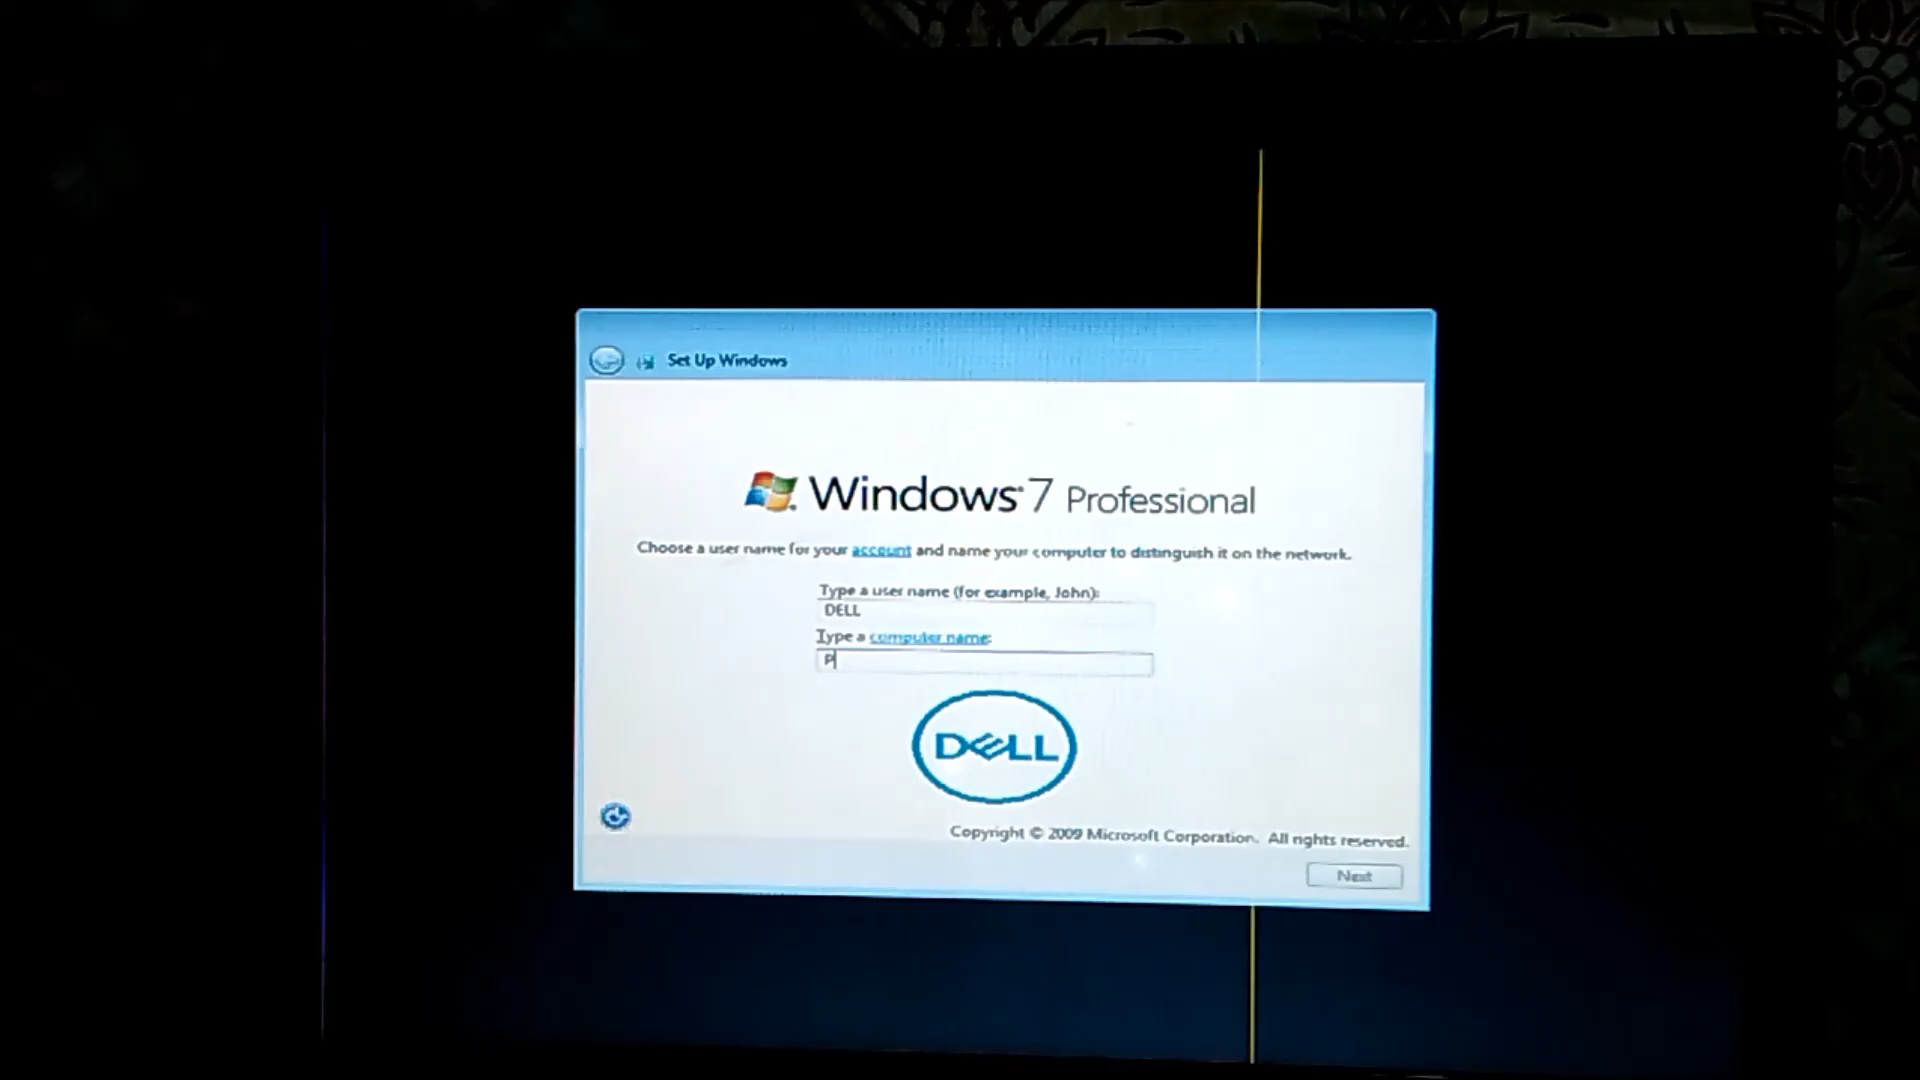 Set Up Windows
Windows 7 Professional
Choose a user name for your account and name your computer to distinguish it on the network.
Type a user name (for example, John):
DELL
Type a computer name:
P
DELL
Copyright © 2009 Microsoft Corporation. All rights reserved.
Next